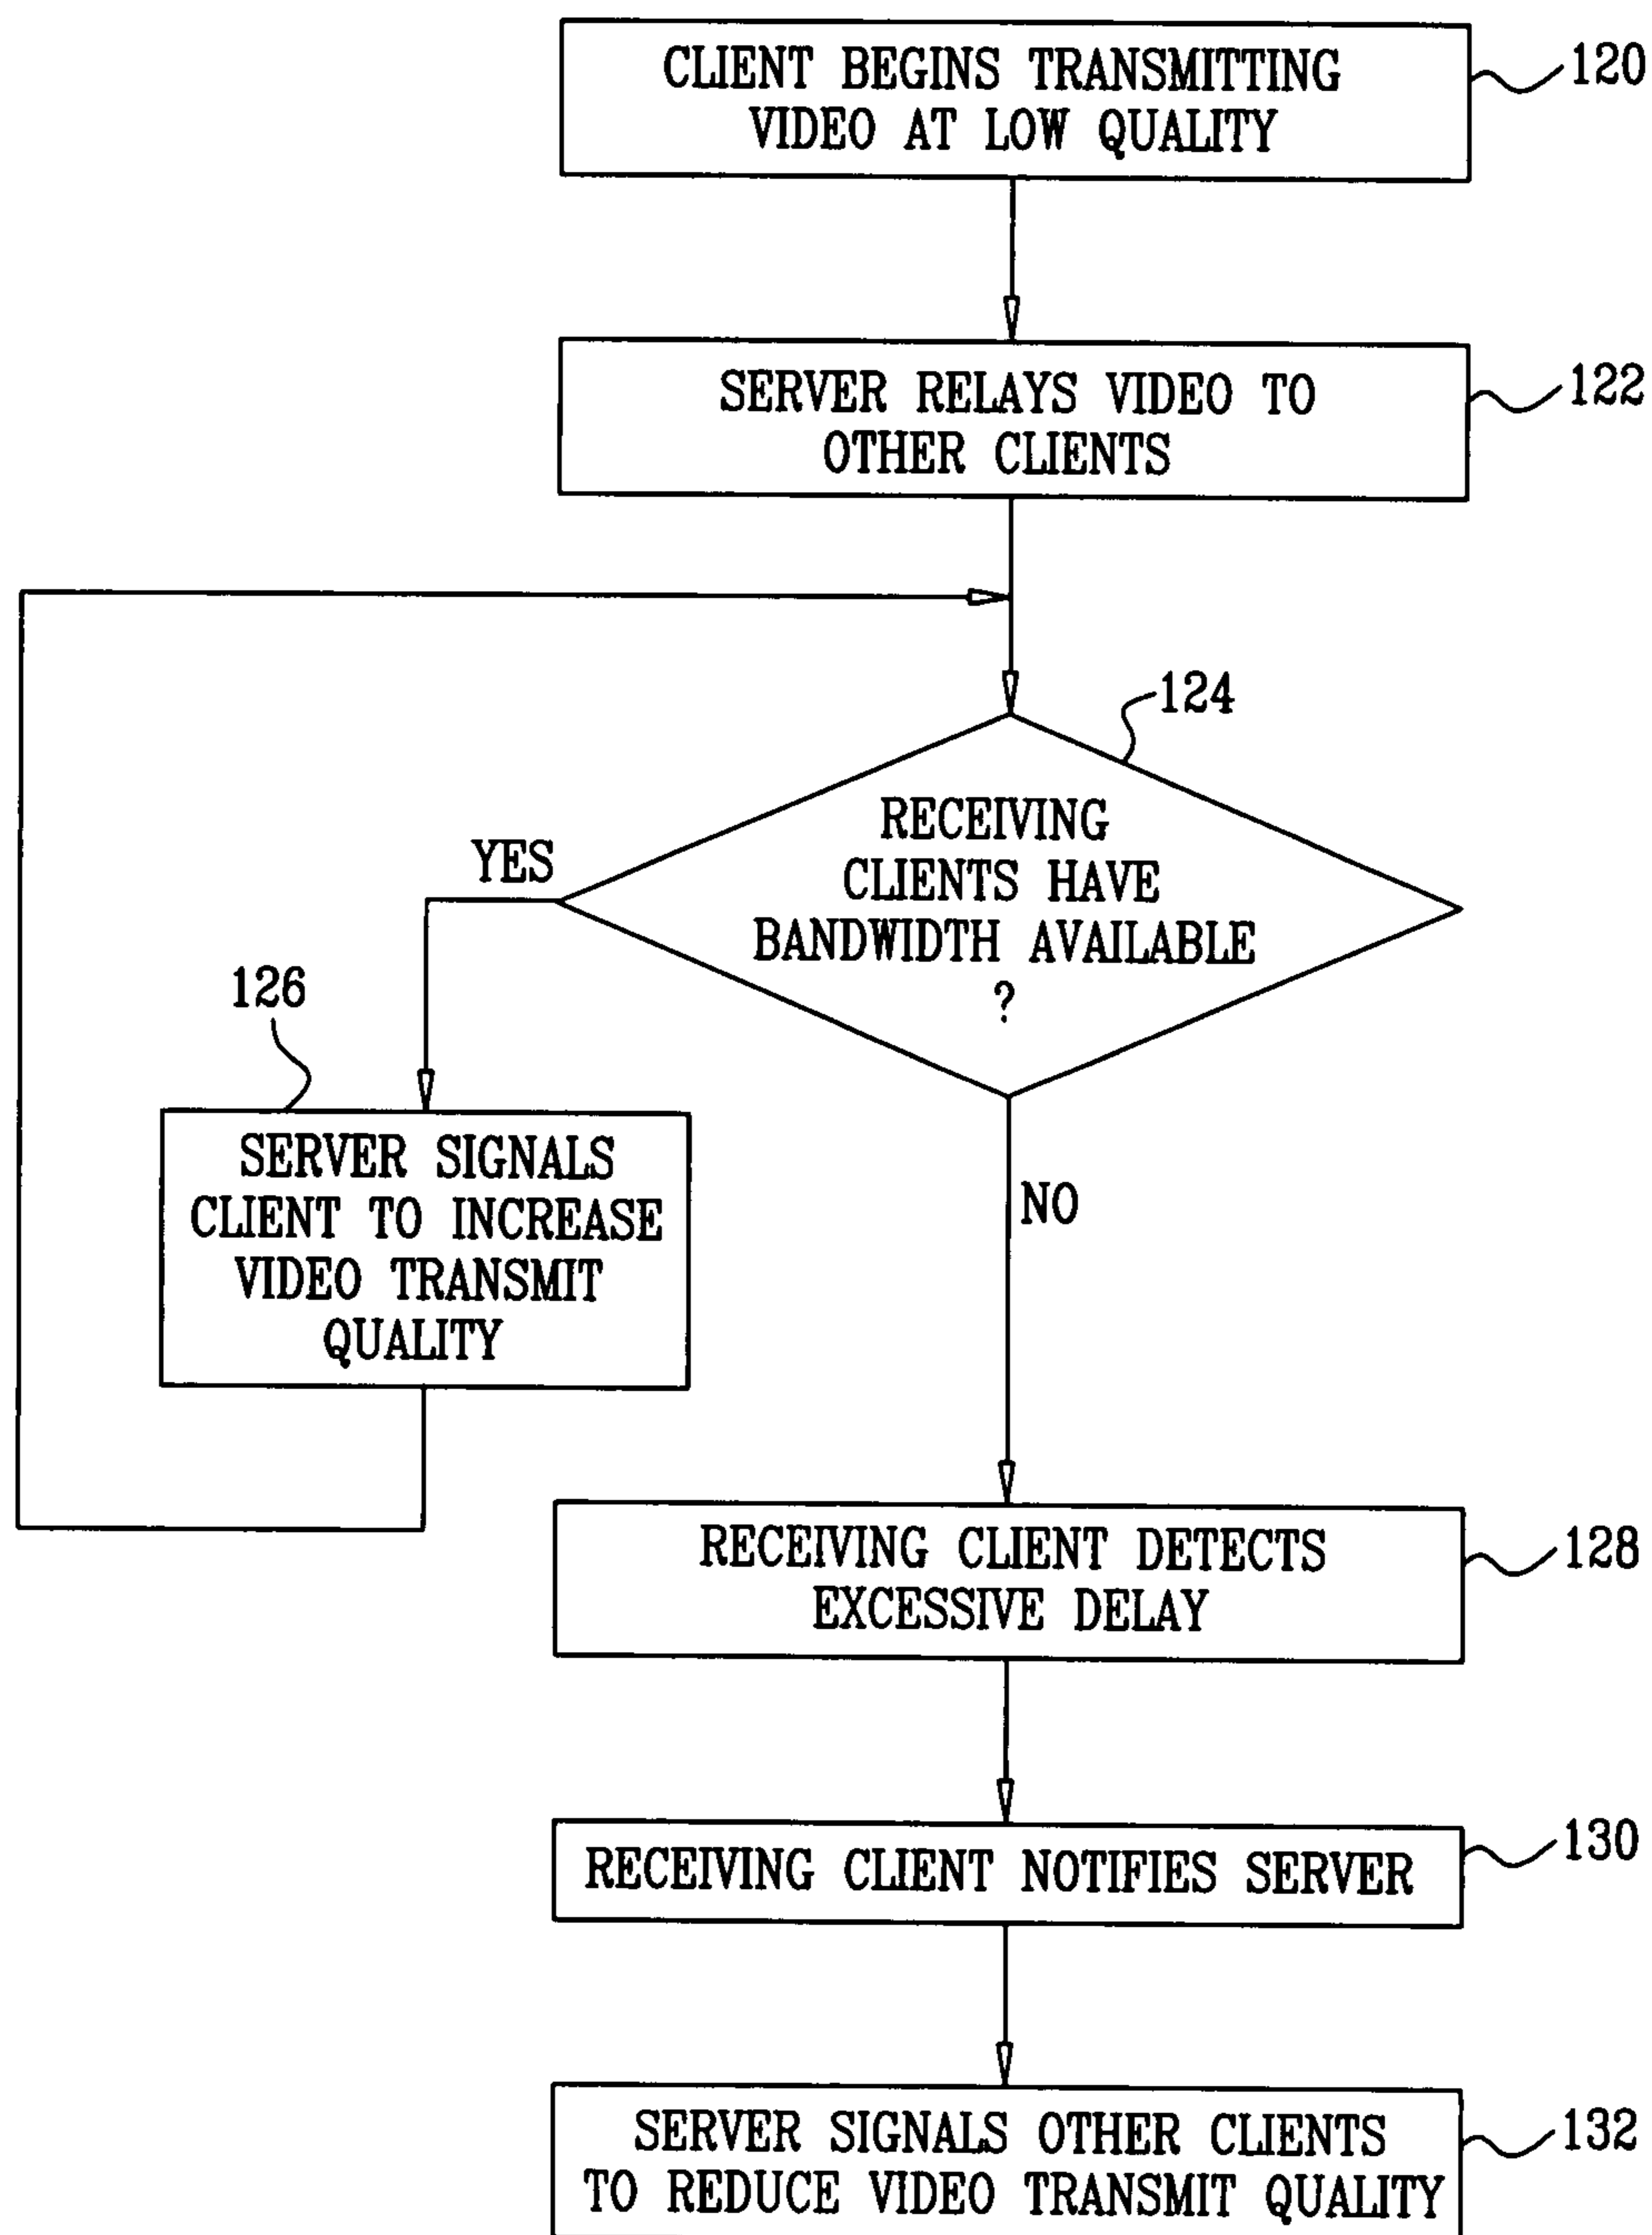 CLIENT BEGINS TRANSMITTING
VIDEO AT LOW QUALITY
120
SERVER RELAYS VIDEO TO
OTHER CLIENTS
122
124
RECEIVING
CLIENTS HAVE
BANDWIDTH AVAILABLE
?
YES
126
SERVER SIGNALS
CLIENT TO INCREASE
VIDEO TRANSMIT
QUALITY
NO
RECEIVING CLIENT DETECTS
EXCESSIVE DELAY
128
RECEIVING CLIENT NOTIFIES SERVER
130
SERVER SIGNALS OTHER CLIENTS
TO REDUCE VIDEO TRANSMIT QUALITY
132